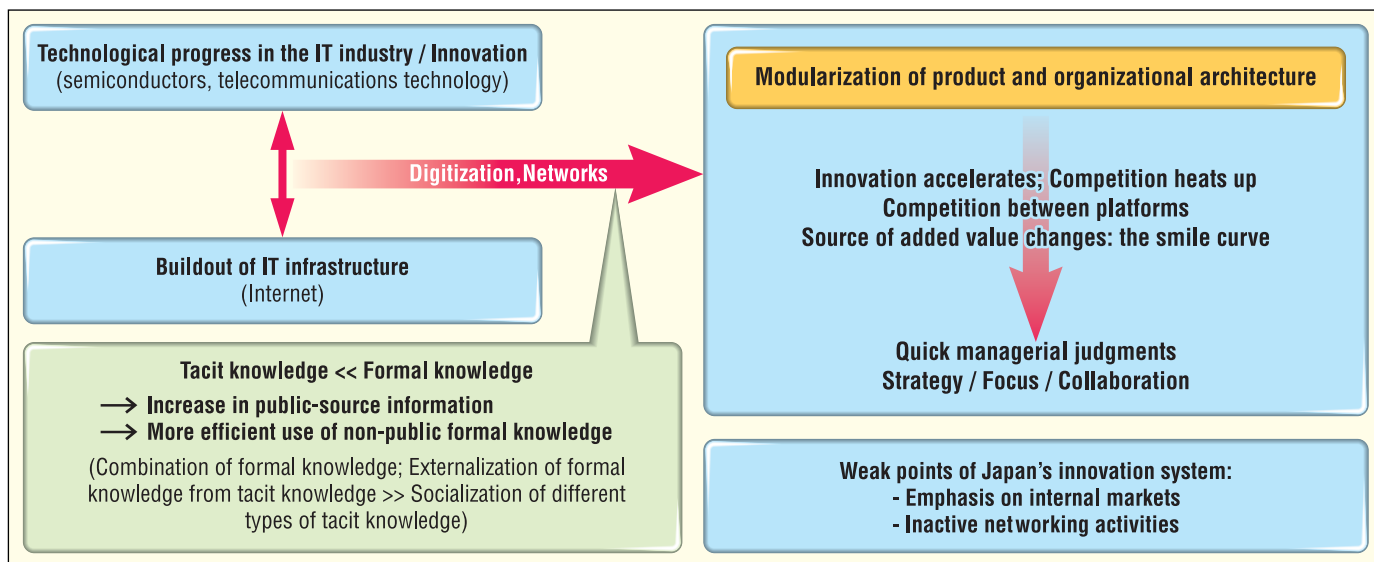 Technological progress in the IT industry / Innovation
(semiconductors, telecommunications technology)
Digitization,Networks
Buildout of IT infrastructure
(Internet)
Tacit knowledge << Formal knowledge
→ Increase in public-source information
→ More efficient use of non-public formal knowledge
(Combination of formal knowledge; Externalization of formal
knowledge from tacit knowledge >> Socialization of different
types of tacit knowledge)
Modularization of product and organizational architecture
Innovation accelerates; Competition heats up
Competition between platforms
Source of added value changes: the smile curve
Quick managerial judgments
Strategy / Focus / Collaboration
Weak points of Japan’s innovation system:
- Emphasis on internal markets
- Inactive networking activities